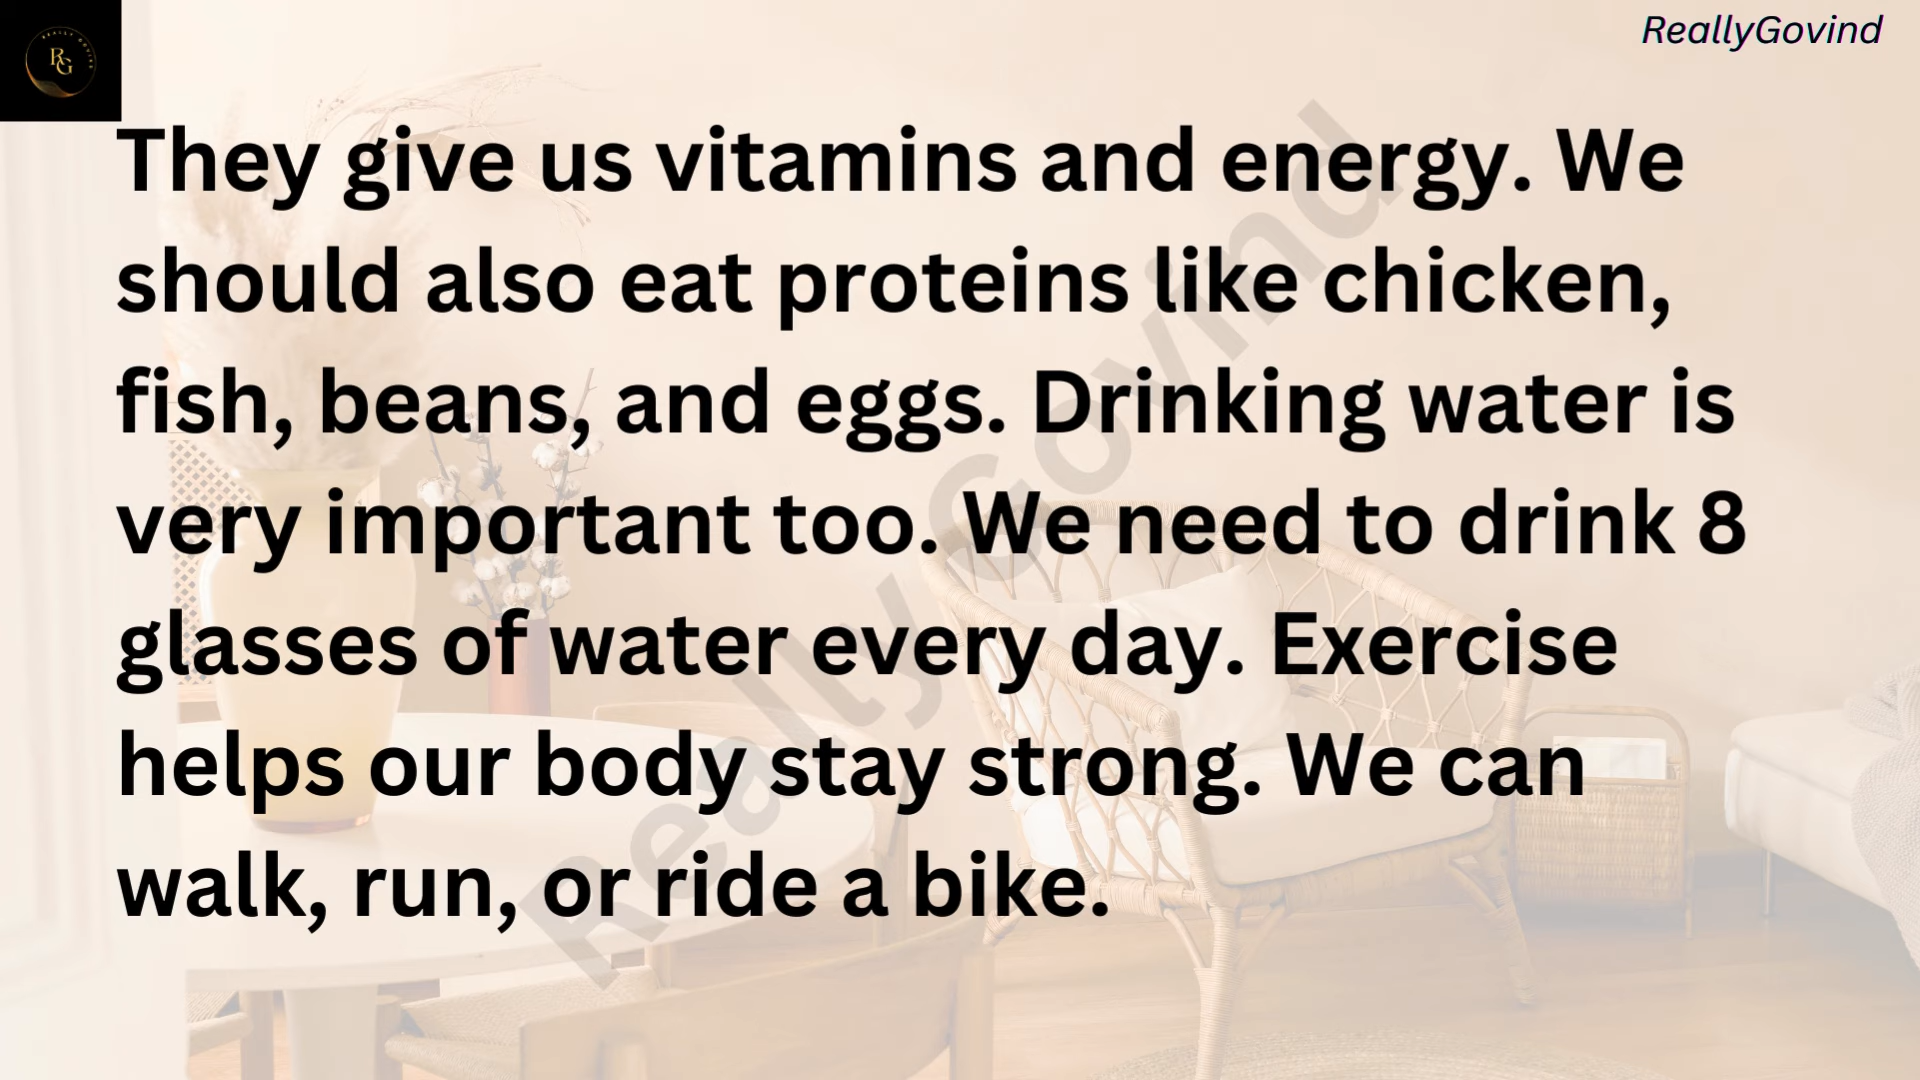 ReallyGovind
RG
They give us vitamins and energy. We
should also eat proteins like chicken,
fish, beans, and eggs. Drinking water is
very important too. We need to drink 8
glasses of water every day. Exercise
helps our body stay strong. We can
walk, run, or ride a bike.
ReallyGovind